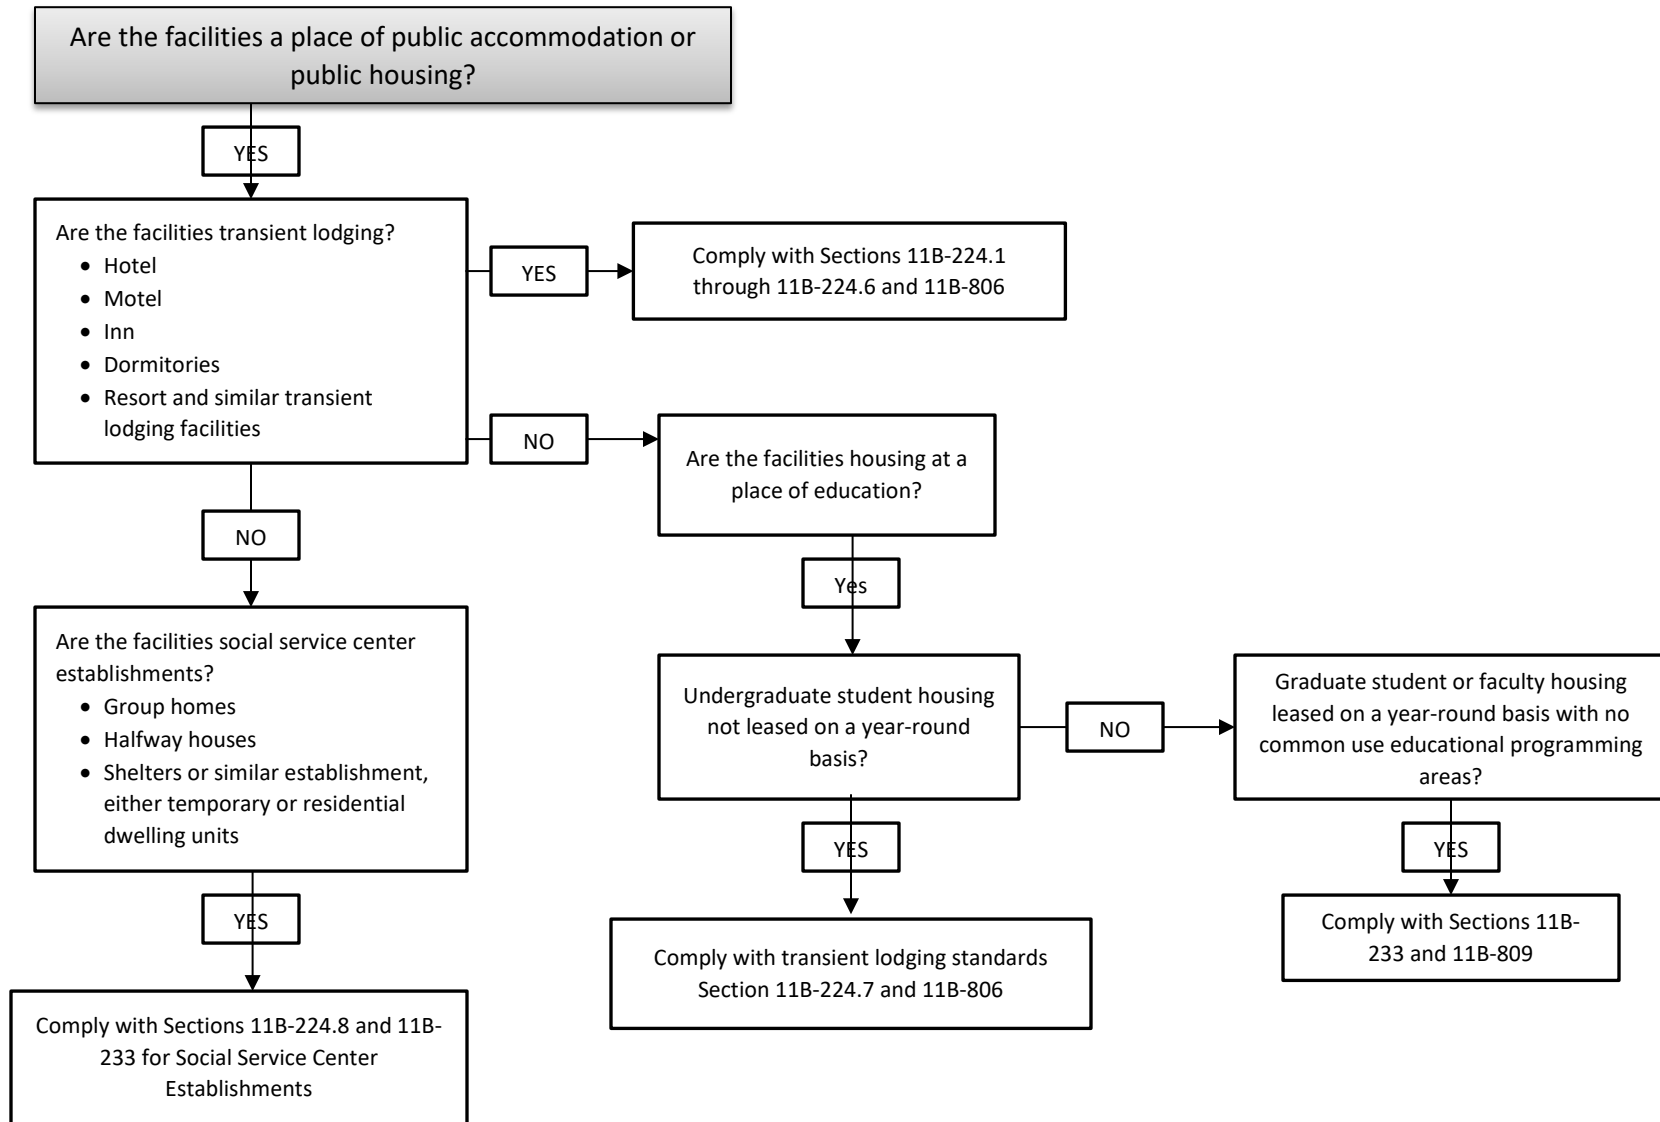 Are the facilities a place of public accommodation or
public housing?
YES
Are the facilities transient lodging?
• Hotel
• Motel
• Inn
• Dormitories
• Resort and similar transient
lodging facilities
YES
Comply with Sections 11B-224.1
through 11B-224.6 and 11B-806
NO
Are the facilities housing at a
place of education?
NO
Yes
Are the facilities social service center
establishments?
• Group homes
• Halfway houses
• Shelters or similar establishment,
either temporary or residential
dwelling units
Undergraduate student housing
not leased on a year-round
basis?
NO
Graduate student or faculty housing
leased on a year-round basis with no
common use educational programming
areas?
YES
YES
YES
Comply with Sections 11B-224.8 and 11B-
233 for Social Service Center
Establishments
Comply with transient lodging standards
Section 11B-224.7 and 11B-806
Comply with Sections 11B-
233 and 11B-809